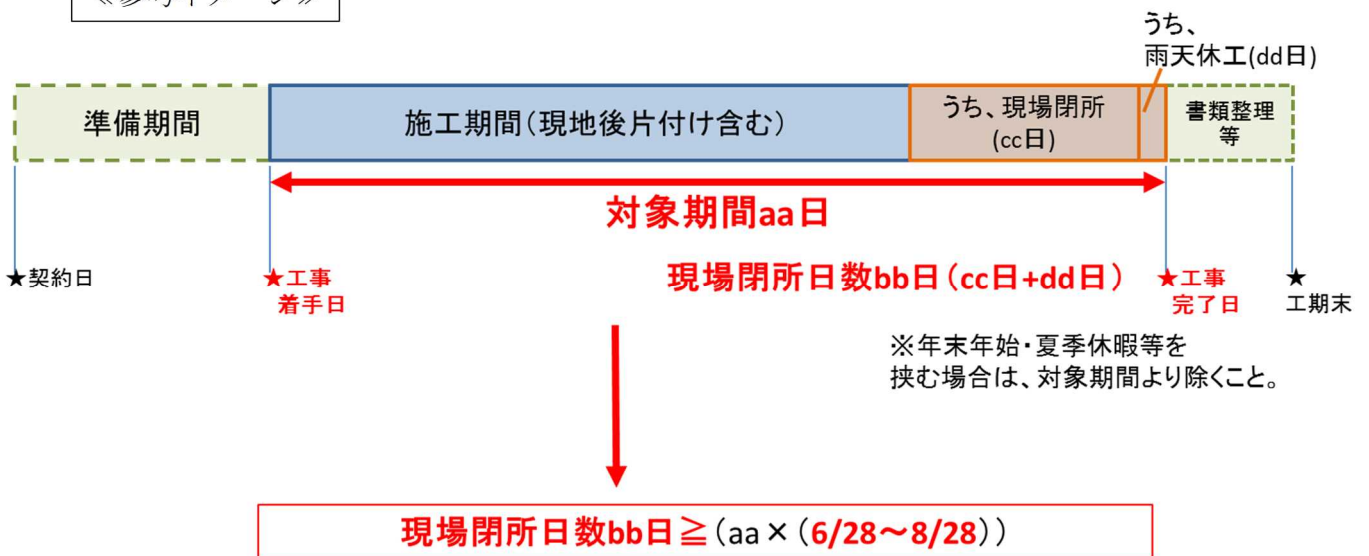 うち、
雨天休工(dd日)
準備期間
施工期間(現地後片付け含む)
うち、現場閉所
(cc日)
書類整理
等
対象期間aa日
現場閉所日数bb日(cc日+dd日)
★契約日
★工事
着手日
★工事
完了日
★
工期末
※年末年始・夏季休暇等を
挟む場合は、対象期間より除くこと。
現場閉所日数bb日≧(aa×(6/28～8/28))